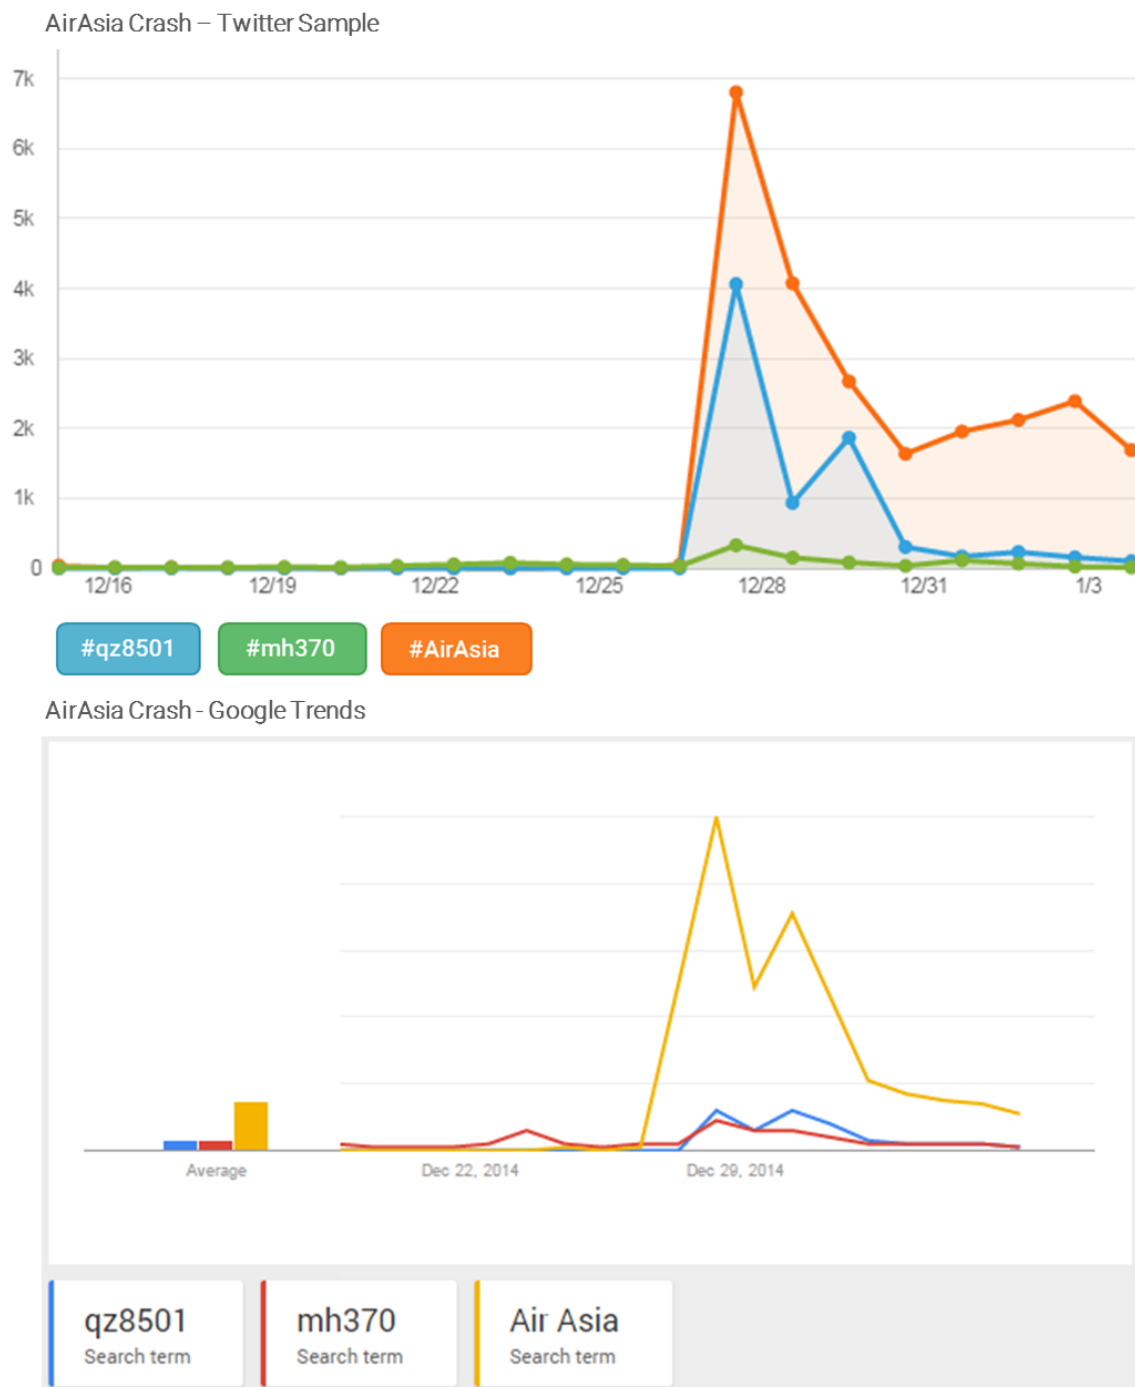 AirAsia Crash – Twitter Sample
7k
6k
5k
4k
3k
2k
1k
0
12/16 12/19 12/22 12/25 12/28 12/31 1/3
#qz8501 #mh370 #AirAsia
AirAsia Crash - Google Trends
Average Dec 22, 2014 Dec 29, 2014
qz8501 mh370 Air Asia
Search term Search term Search term